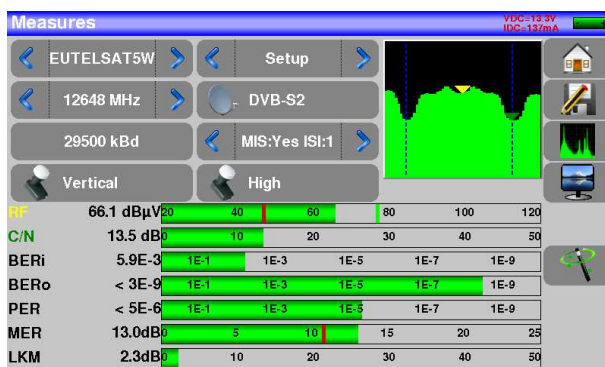 Measures
VDC=13.3V
IDC=137mA
EUTELSAT5W
Setup
12648 MHz
DVB-S2
29500 kBd
MIS:Yes ISI:1
Vertical
High
RF 66.1 dBµV 20 40 60 80 100 120
C/N 13.5 dB 0 10 20 30 40 50
BERi 5.9E-3 1E-1 1E-3 1E-5 1E-7 1E-9
BERo < 3E-9 1E-1 1E-3 1E-5 1E-7 1E-9
PER < 5E-6 1E-1 1E-3 1E-5 1E-7 1E-9
MER 13.0dB 0 5 10 15 20 25
LKM 2.3dB 0 10 20 30 40 50